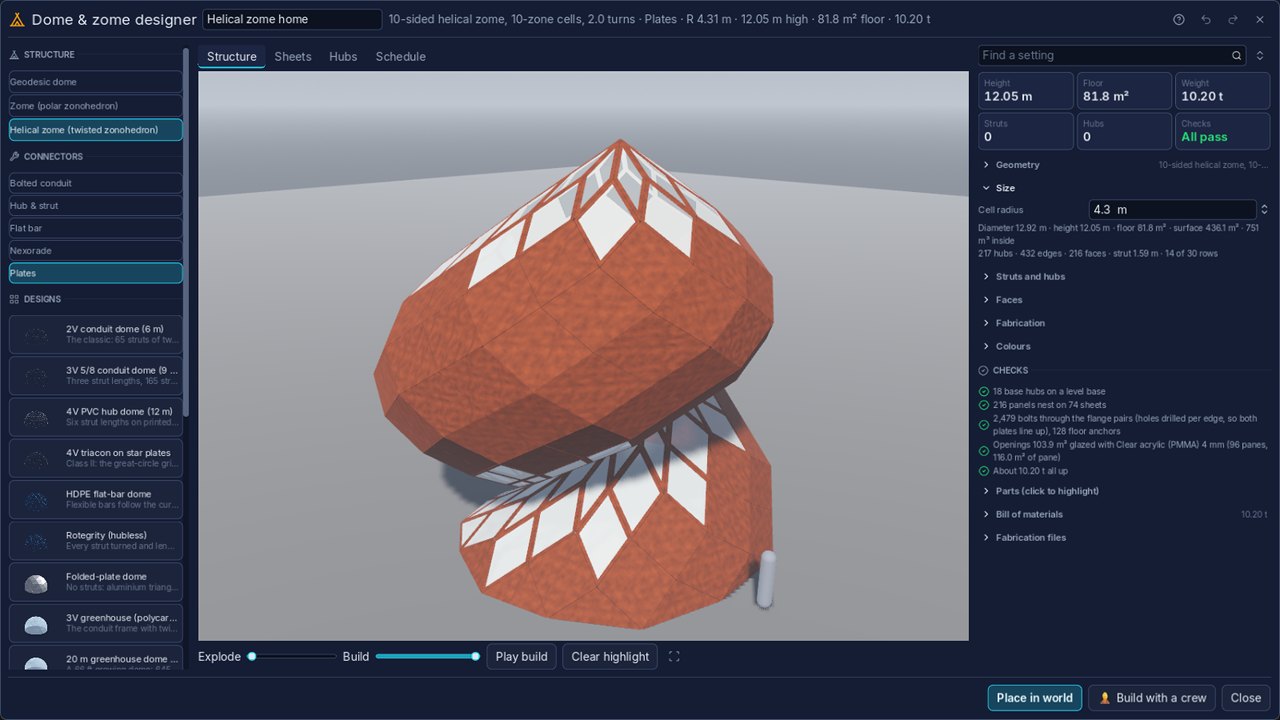 Dome & zome designer
Helical zome home
10-sided helical zome, 10-zone cells, 2.0 turns · Plates · R 4.31 m · 12.05 m high · 81.8 m² floor · 10.20 t
STRUCTURE
Geodesic dome
Zome (polar zonohedron)
Helical zome (twisted zonohedron)
CONNECTORS
Bolted conduit
Hub & strut
Flat bar
Nexorade
Plates
DESIGNS
2V conduit dome (6 m)
The classic: 65 struts of tw...
3V 5/8 conduit dome (9 ...
Three strut lengths, 165 str...
4V PVC hub dome (12 m)
Six strut lengths on printed...
4V triacon on star plates
Class II: the great-circle gri...
HDPE flat-bar dome
Flexible bars follow the cur...
Rotegrity (hubless)
Every strut turned and len...
Folded-plate dome
No struts: aluminium triang...
3V greenhouse (polycar...
The conduit frame with twi...
20 m greenhouse dome ...
Structure
Sheets
Hubs
Schedule
Explode
Build
Play build
Clear highlight
Find a setting
Height
12.05 m
Floor
81.8 m²
Weight
10.20 t
Struts
0
Hubs
0
Checks
All pass
Geometry
10-sided helical zome, 10-...
Size
Cell radius
4.3 m
Diameter 12.92 m · height 12.05 m · floor 81.8 m² · surface 436.1 m² · 751
m³ inside
217 hubs · 432 edges · 216 faces · strut 1.59 m · 14 of 30 rows
Struts and hubs
Faces
Fabrication
Colours
CHECKS
18 base hubs on a level base
216 panels nest on 74 sheets
2,479 bolts through the flange pairs (holes drilled per edge, so both
plates line up), 128 floor anchors
Openings 103.9 m² glazed with Clear acrylic (PMMA) 4 mm (96 panes,
116.0 m² of pane)
About 10.20 t all up
Parts (click to highlight)
Bill of materials
10.20 t
Fabrication files
Place in world
Build with a crew
Close